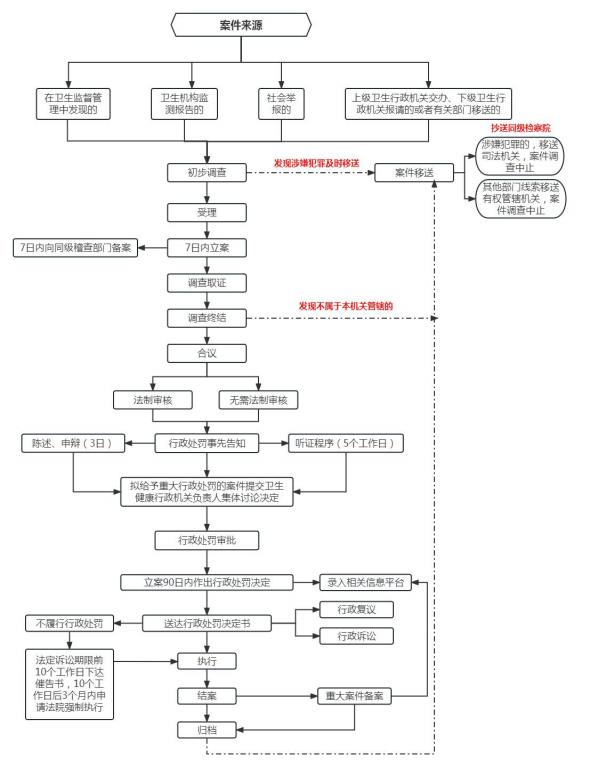 案件来源
在卫生监督管
理中发现的
卫生机构监
测报告的
社会举
报的
上级卫生行政机关交办、下级卫生行
政机关报请的或者有关部门移送的
抄送同级检察院
初步调查
发现涉嫌犯罪及时移送
案件移送
涉嫌犯罪的，移送
司法机关，案件调
查中止
其他部门线索移送
有权管辖机关，案
件调查中止
受理
7日内向同级稽查部门备案
7日内立案
调查取证
调查终结
发现不属于本机关管辖的
合议
法制审核
无需法制审核
陈述、申辩（3日）
行政处罚事先告知
听证程序（5个工作日）
拟给予重大行政处罚的案件提交卫生
健康行政机关负责人集体讨论决定
行政处罚审批
立案90日内作出行政处罚决定
录入相关信息平台
不履行行政处罚
送达行政处罚决定书
行政复议
行政诉讼
法定诉讼期限前
10个工作日下达
催告书，10个工
作日后3个月内申
请法院强制执行
执行
结案
重大案件备案
归档